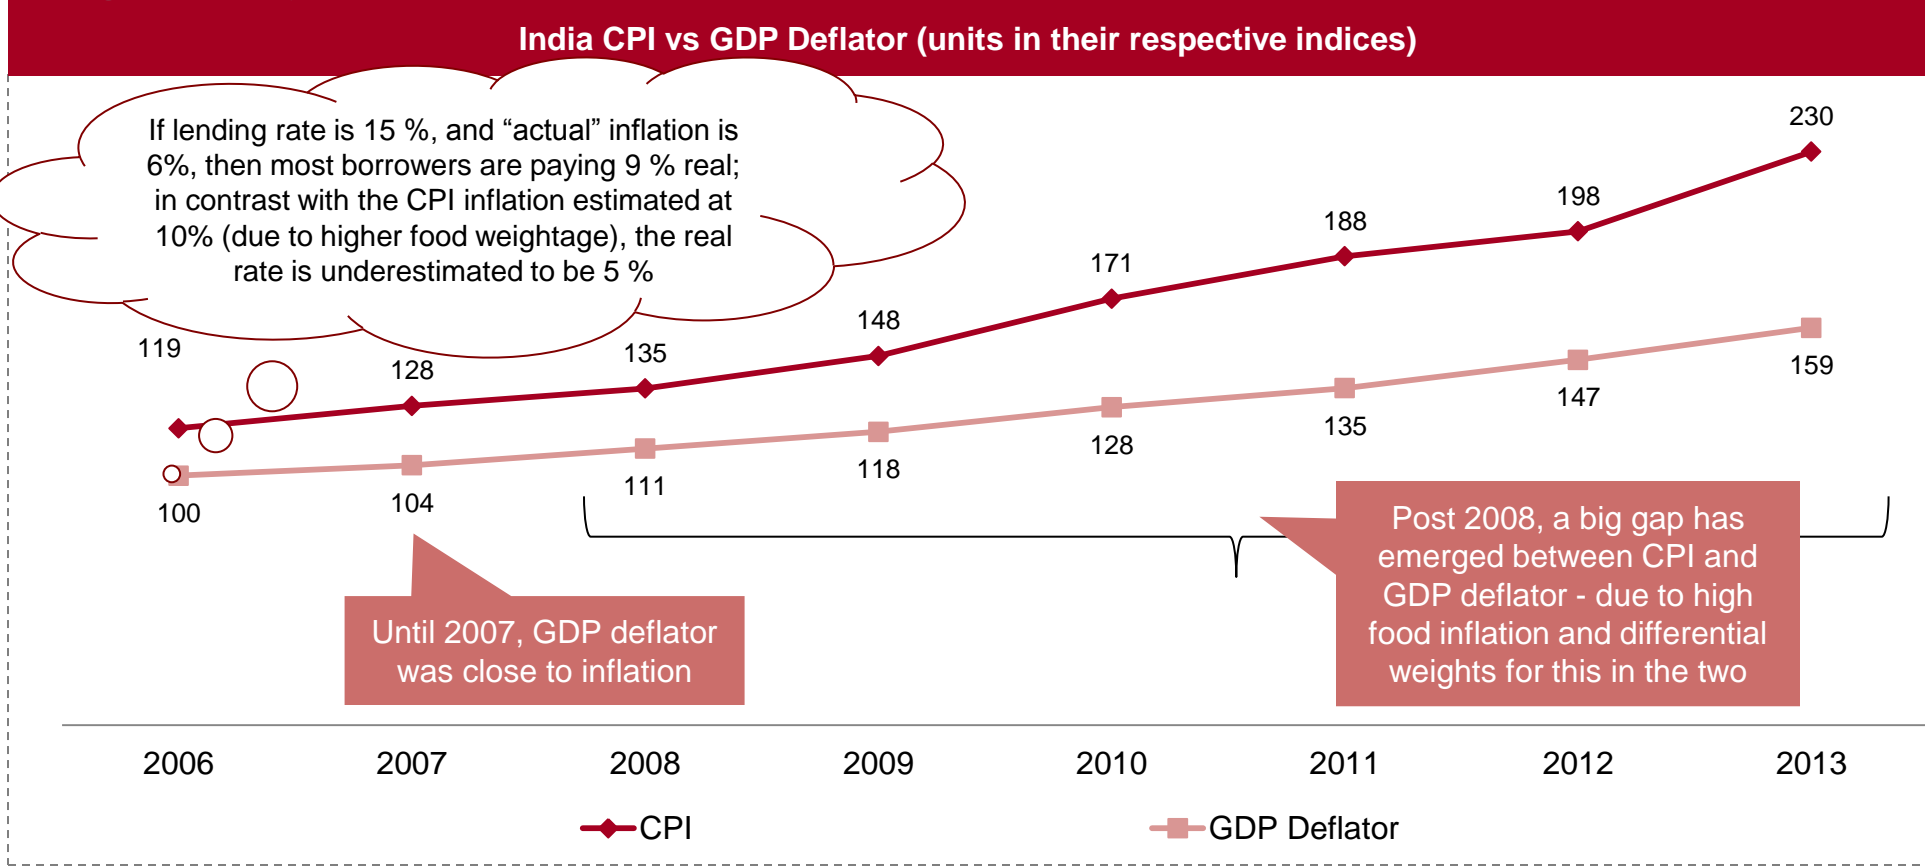 India CPI vs GDP Deflator (units in their respective indices)
If lending rate is 15 %, and “actual” inflation is
6%, then most borrowers are paying 9 % real;
in contrast with the CPI inflation estimated at
10% (due to higher food weightage), the real
rate is underestimated to be 5 %
119
128
135
148
171
188
198
230
100
104
111
118
128
135
147
159
Until 2007, GDP deflator
was close to inflation
Post 2008, a big gap has
emerged between CPI and
GDP deflator - due to high
food inflation and differential
weights for this in the two
2006
2007
2008
2009
2010
2011
2012
2013
CPI
GDP Deflator